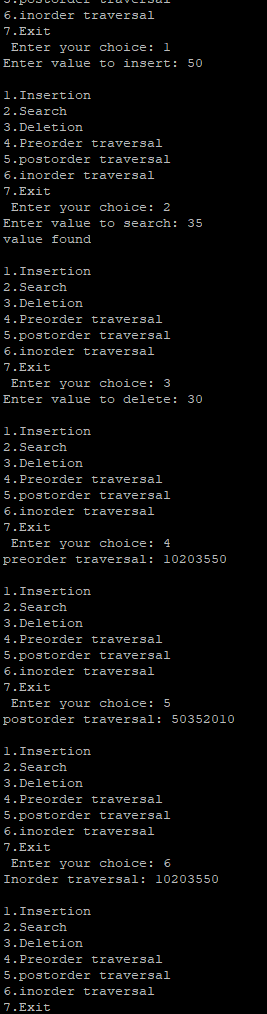 5.postorder traversal
6.inorder traversal
7.Exit
 Enter your choice: 1
Enter value to insert: 50

1.Insertion
2.Search
3.Deletion
4.Preorder traversal
5.postorder traversal
6.inorder traversal
7.Exit
 Enter your choice: 2
Enter value to search: 35
value found

1.Insertion
2.Search
3.Deletion
4.Preorder traversal
5.postorder traversal
6.inorder traversal
7.Exit
 Enter your choice: 3
Enter value to delete: 30

1.Insertion
2.Search
3.Deletion
4.Preorder traversal
5.postorder traversal
6.inorder traversal
7.Exit
 Enter your choice: 4
preorder traversal: 10203550

1.Insertion
2.Search
3.Deletion
4.Preorder traversal
5.postorder traversal
6.inorder traversal
7.Exit
 Enter your choice: 5
postorder traversal: 50352010

1.Insertion
2.Search
3.Deletion
4.Preorder traversal
5.postorder traversal
6.inorder traversal
7.Exit
 Enter your choice: 6
Inorder traversal: 10203550

1.Insertion
2.Search
3.Deletion
4.Preorder traversal
5.postorder traversal
6.inorder traversal
7.Exit